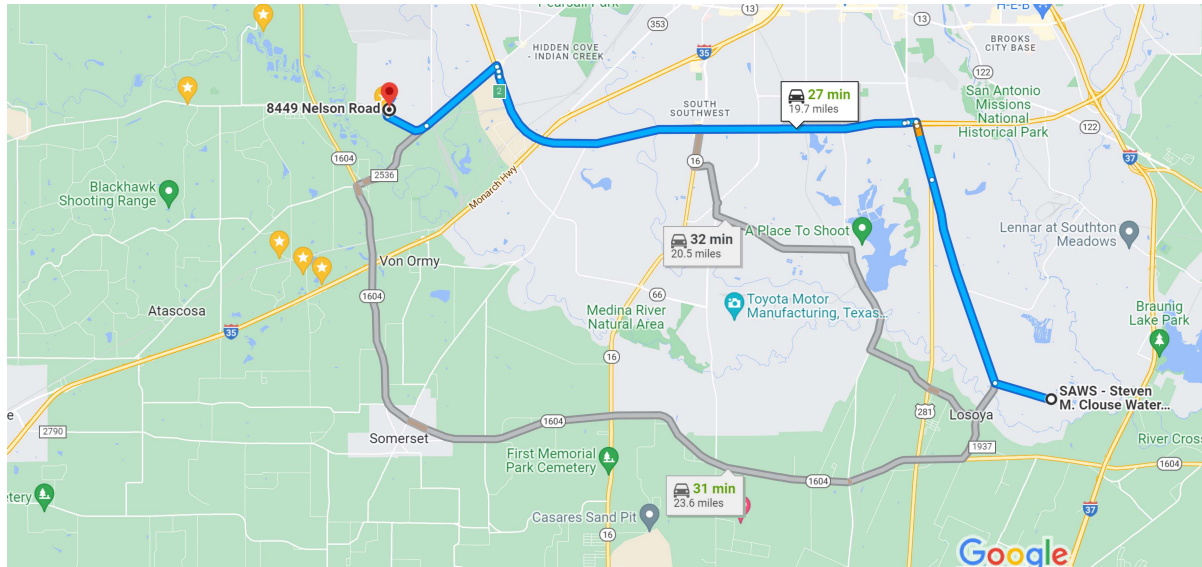 Pearsall Park
353
13
13
H-E-B
BROOKS
CITY BASE
HIDDEN COVE
- INDIAN CREEK
35
122
2
27 min
19.7 miles
San Antonio
Missions
National
Historical Park
8449 Nelson Road
SOUTH
SOUTHWEST
122
37
1604
2536
16
Monarch Hwy
Blackhawk
Shooting Range
32 min
20.5 miles
A Place To Shoot
Lennar at Southton
Meadows
Von Ormy
1604
66
Atascosa
Medina River
Natural Area
Toyota Motor
Manufacturing, Texas...
Braunig
Lake Park
35
16
SAWS - Steven
M. Clouse Water...
281
Losoya
2790
Somerset
1604
1937
River Cross
First Memorial
Park Cemetery
1604
1604
31 min
23.6 miles
Casares Sand Pit
16
37
Google